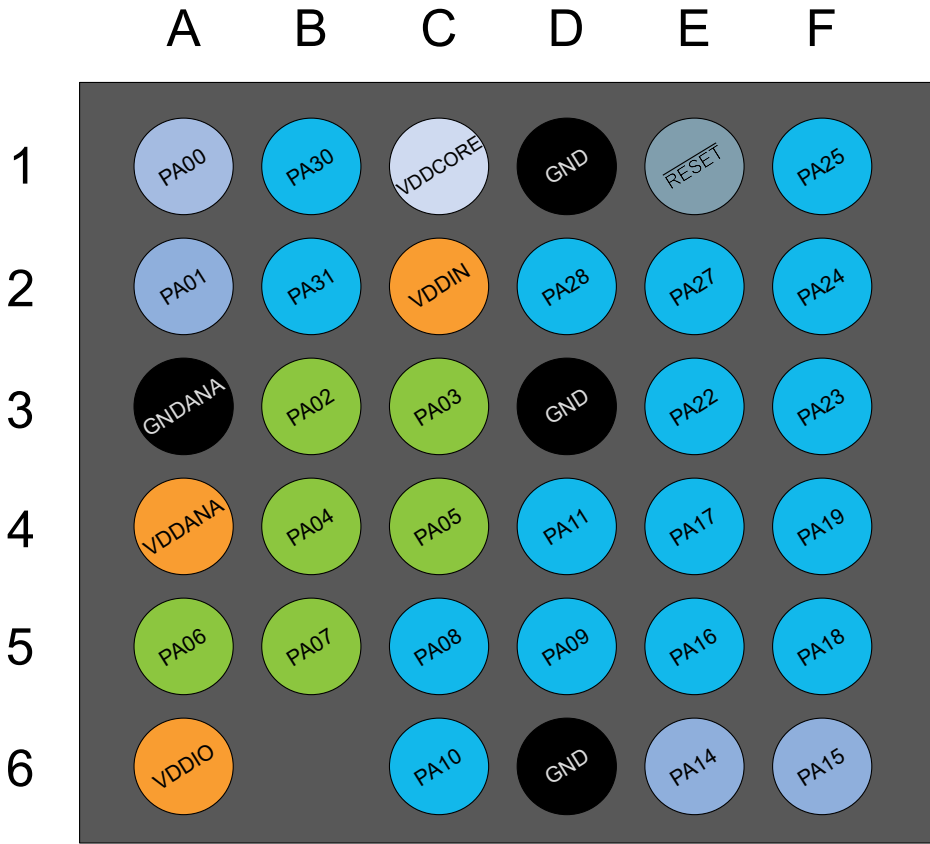 A B C D E F
1 PA00 PA30 VDDCORE GND RESET PA25
2 PA01 PA31 VDDIN PA28 PA27 PA24
3 GNDANA PA02 PA03 GND PA22 PA23
4 VDDANA PA04 PA05 PA11 PA17 PA19
5 PA06 PA07 PA08 PA09 PA16 PA18
6 VDDIO PA10 GND PA14 PA15